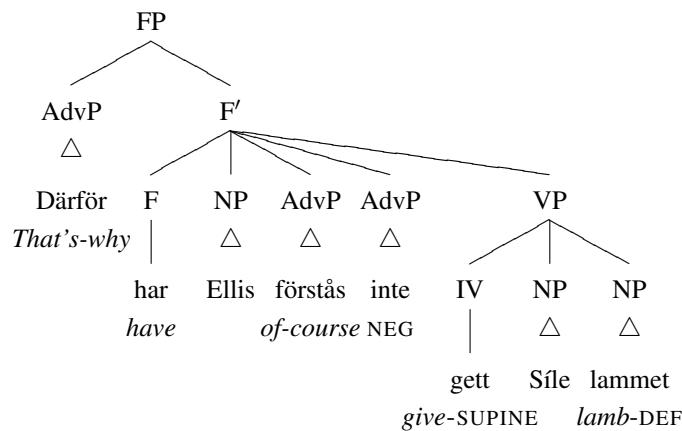 FP
AdvP F′
Därför F NP AdvP AdvP VP
That's-why
har Ellis förstås inte IV NP NP
have of-course NEG
gett Síle lammet
give-SUPINE lamb-DEF